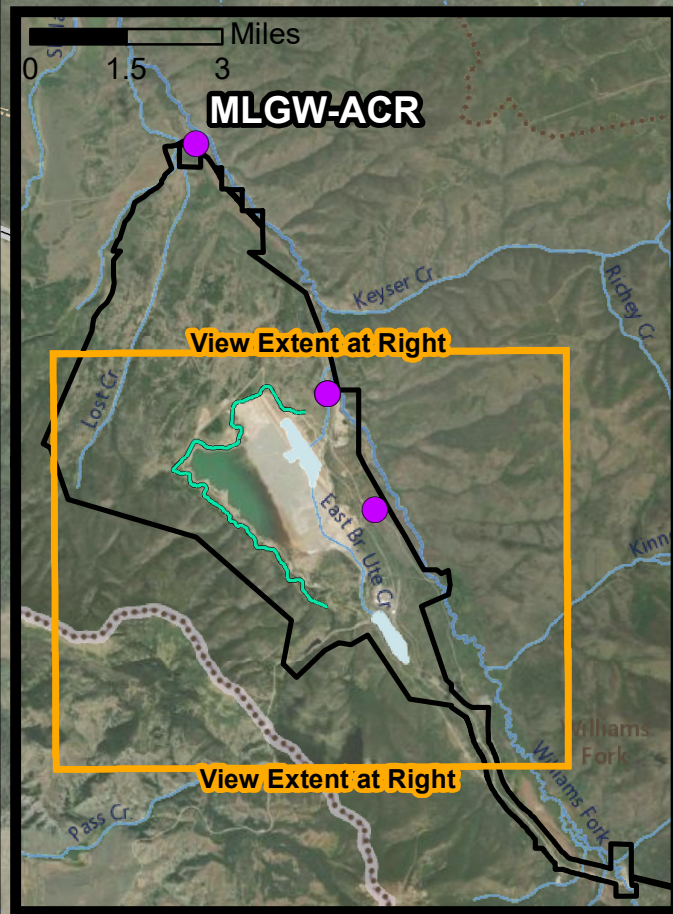 Miles
0 1.5 3
MLGW-ACR
Keyser Cr.
Richey Cr.
View Extent at Right
Lost Cr.
East Br. Ute Cr.
Williams
Fork
Williams Fork
View Extent at Right
Pass Cr.